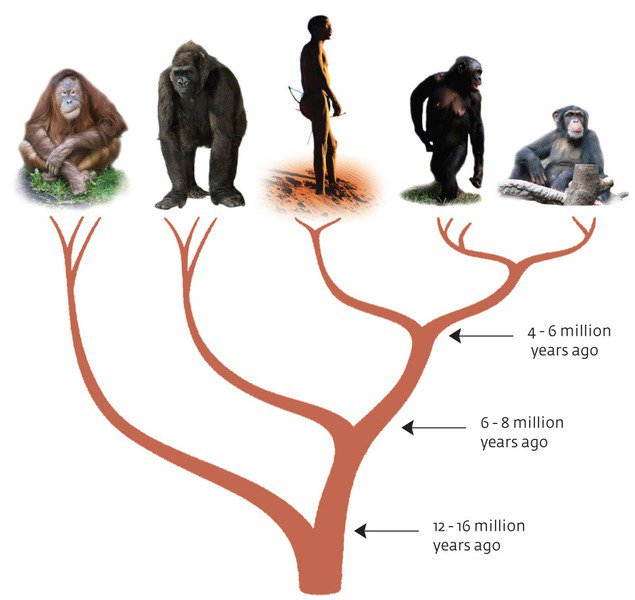 4 - 6 million
years ago
6 - 8 million
years ago
12 - 16 million
years ago